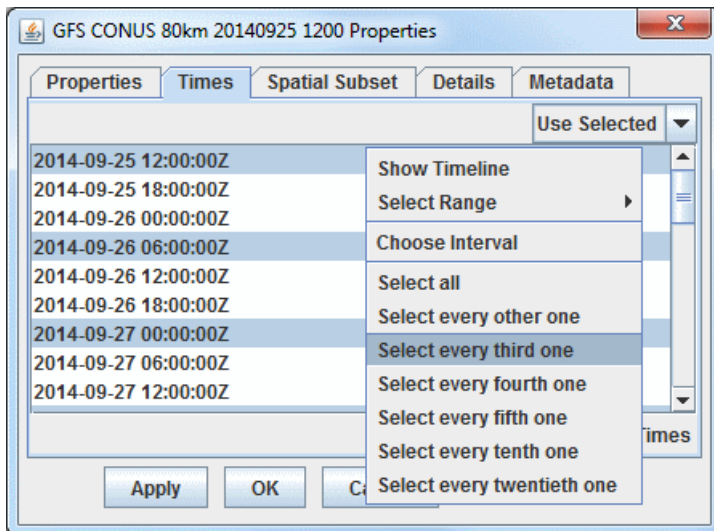 GFS CONUS 80km 20140925 1200 Properties
Properties Times Spatial Subset Details Metadata
Use Selected
2014-09-25 12:00:00Z
2014-09-25 18:00:00Z
2014-09-26 00:00:00Z
2014-09-26 06:00:00Z
2014-09-26 12:00:00Z
2014-09-26 18:00:00Z
2014-09-27 00:00:00Z
2014-09-27 06:00:00Z
2014-09-27 12:00:00Z
Show Timeline
Select Range
Choose Interval
Select all
Select every other one
Select every third one
Select every fourth one
Select every fifth one
Select every tenth one
Select every twentieth one
Apply OK